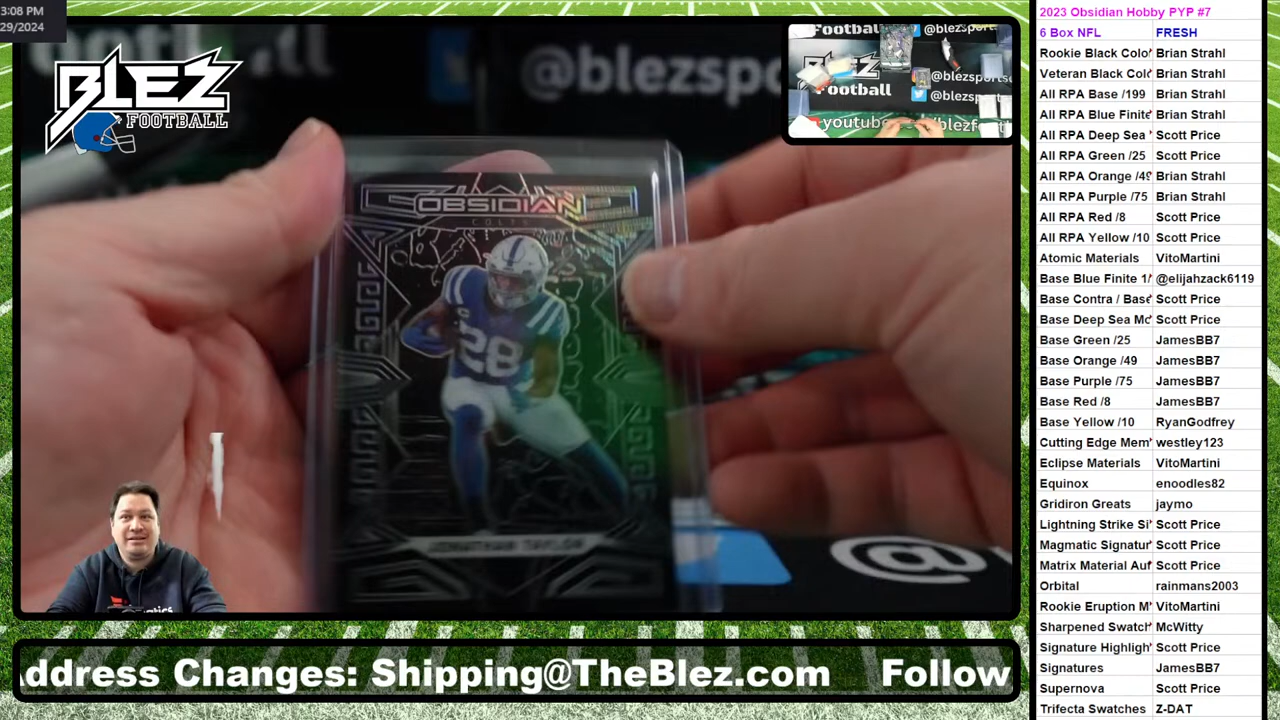 3:08 PM
29/2024
BLEZ
FOOTBALL
@blezspo
Football
@blezspor
Football
@blezsports
@blezsports
youtube
/blezf
OBSIDIAN
COLTS
28
@
ddress Changes: Shipping@TheBlez.com Follow
2023 Obsidian Hobby PYP #7
6 Box NFL FRESH
Rookie Black Colo Brian Strahl
Veteran Black Colo Brian Strahl
All RPA Base /199 Brian Strahl
All RPA Blue Finite Brian Strahl
All RPA Deep Sea Scott Price
All RPA Green /25 Scott Price
All RPA Orange /49 Brian Strahl
All RPA Purple /75 Brian Strahl
All RPA Red /8 Scott Price
All RPA Yellow /10 Scott Price
Atomic Materials VitoMartini
Base Blue Finite 1/ @elijahzack6119
Base Contra / Base Scott Price
Base Deep Sea Mo Scott Price
Base Green /25 JamesBB7
Base Orange /49 JamesBB7
Base Purple /75 JamesBB7
Base Red /8 JamesBB7
Base Yellow /10 RyanGodfrey
Cutting Edge Mem westley123
Eclipse Materials VitoMartini
Equinox enoodles82
Gridiron Greats jaymo
Lightning Strike Si Scott Price
Magmatic Signatur Scott Price
Matrix Material Aut Scott Price
Orbital rainmans2003
Rookie Eruption M VitoMartini
Sharpened Swatch McWitty
Signature Highligh Scott Price
Signatures JamesBB7
Supernova Scott Price
Trifecta Swatches Z-DAT